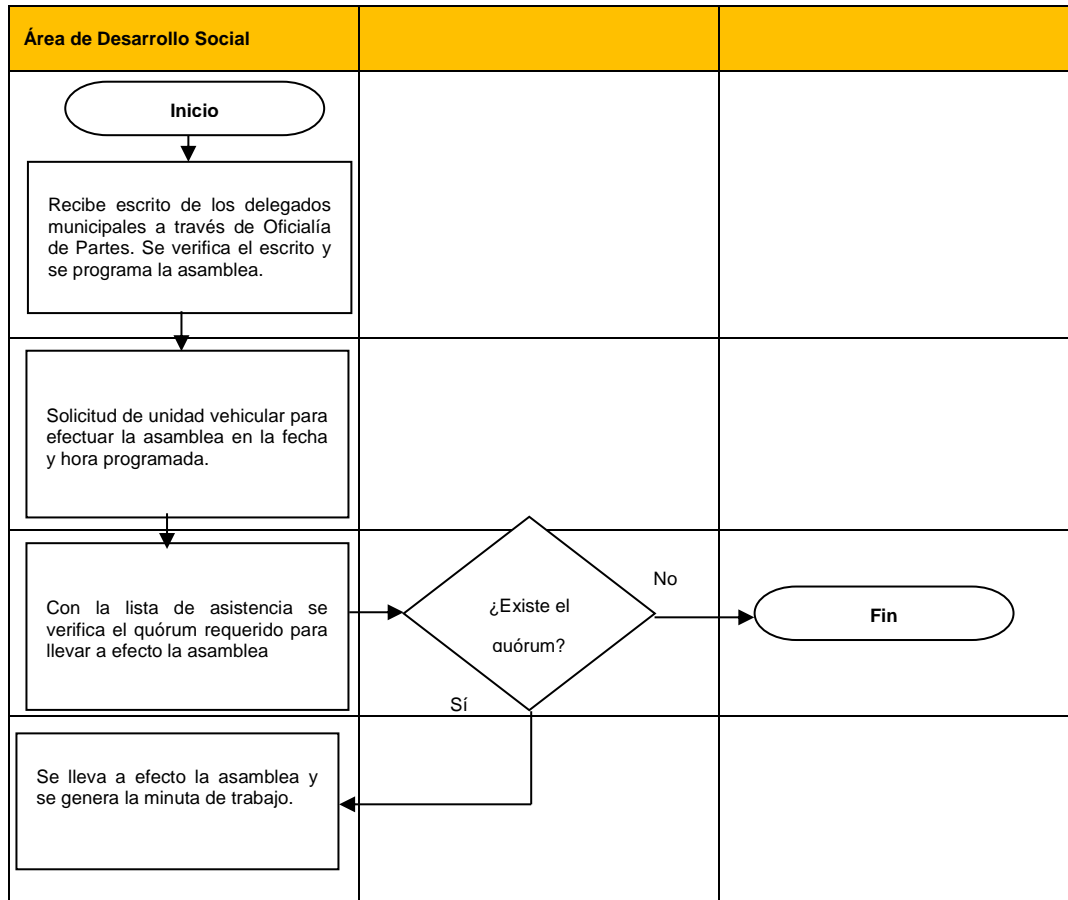 Área de Desarrollo Social
Inicio
Recibe escrito de los delegados
municipales a través de Oficialía
de Partes. Se verifica el escrito y
se programa la asamblea.
Solicitud de unidad vehicular para
efectuar la asamblea en la fecha
y hora programada.
Con la lista de asistencia se
verifica el quórum requerido para
llevar a efecto la asamblea
¿Existe el
quórum?
No
Fin
Sí
Se lleva a efecto la asamblea y
se genera la minuta de trabajo.